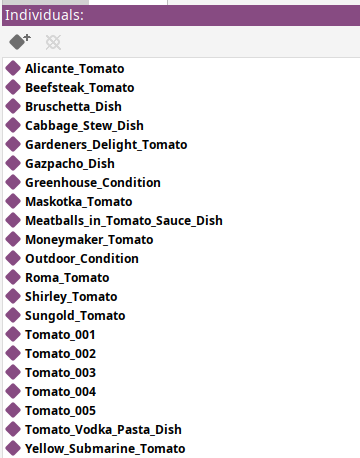 Individuals:
Alicante_Tomato
Beefsteak_Tomato
Bruschetta_Dish
Cabbage_Stew_Dish
Gardeners_Delight_Tomato
Gazpacho_Dish
Greenhouse_Condition
Maskotka_Tomato
Meatballs_in_Tomato_Sauce_Dish
Moneymaker_Tomato
Outdoor_Condition
Roma_Tomato
Shirley_Tomato
Sungold_Tomato
Tomato_001
Tomato_002
Tomato_003
Tomato_004
Tomato_005
Tomato_Vodka_Pasta_Dish
Yellow_Submarine_Tomato